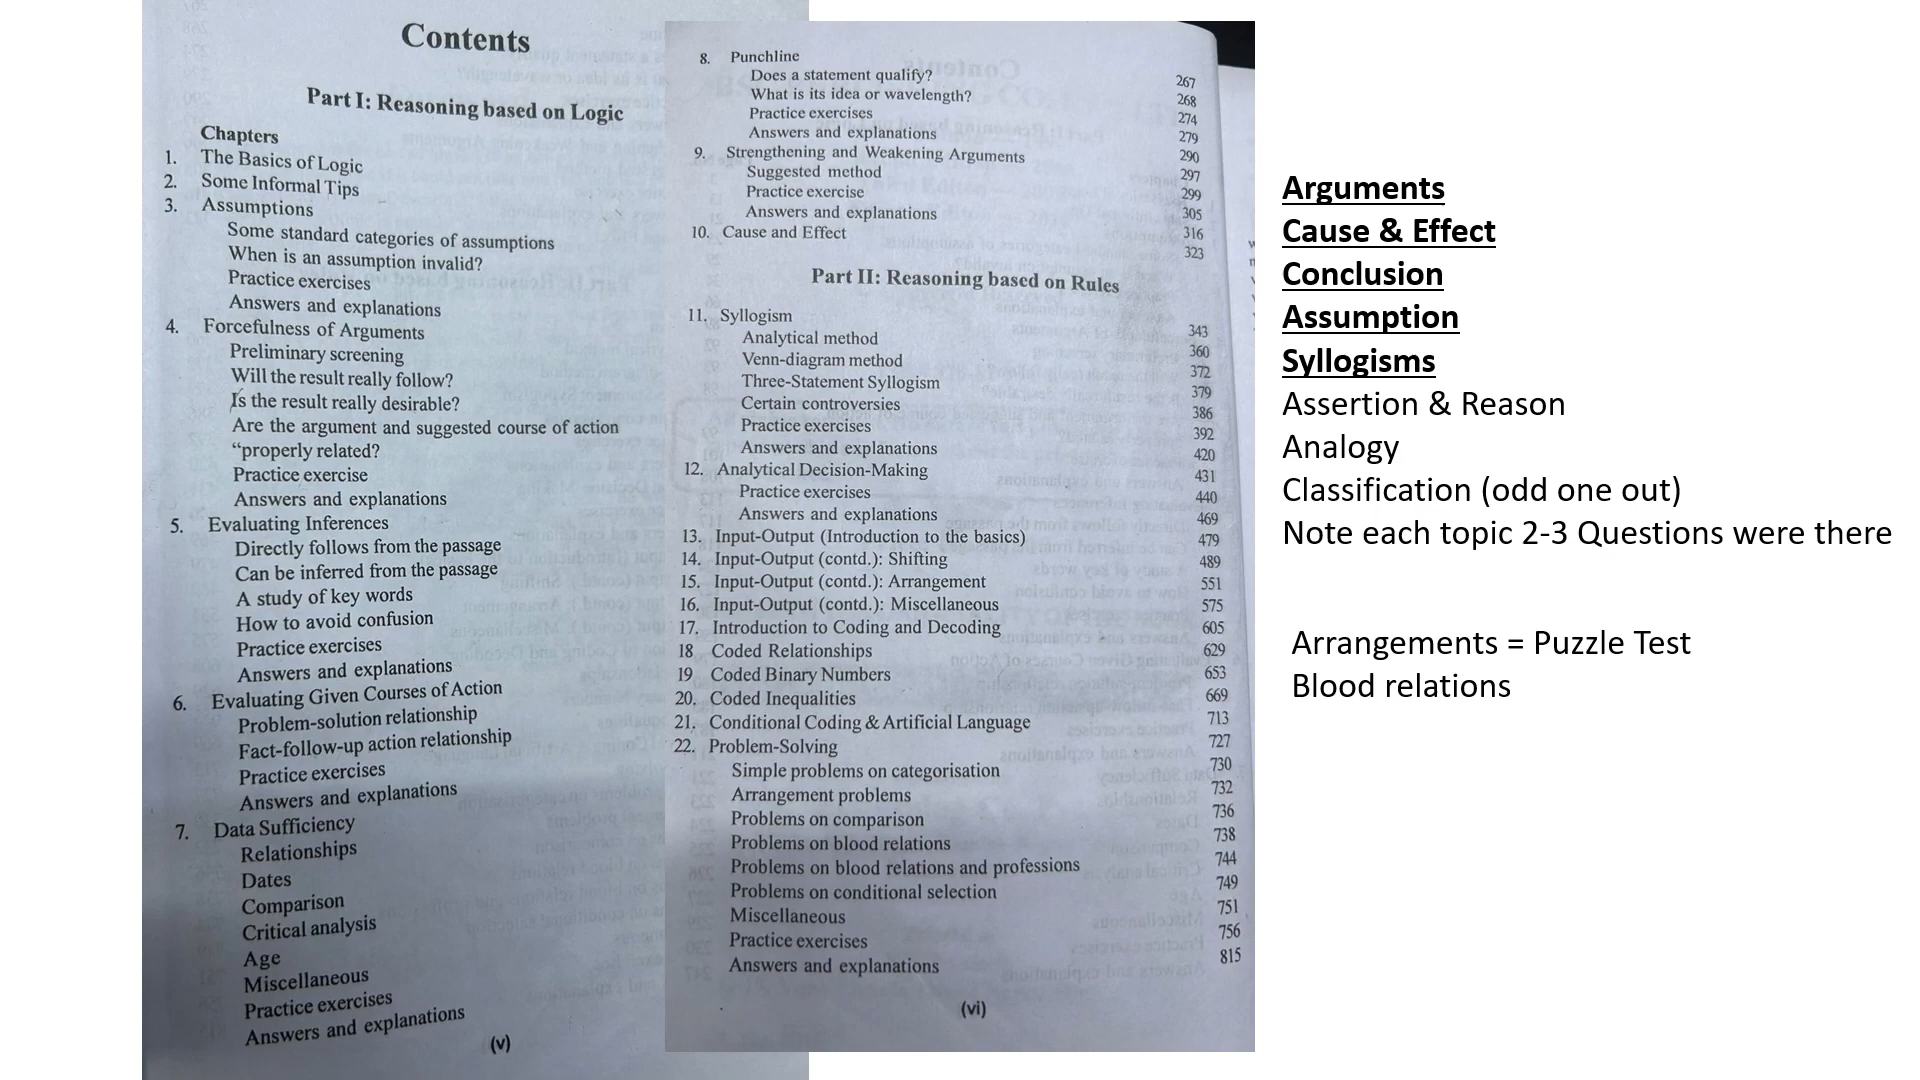 Contents
Part I: Reasoning based on Logic
Chapters
1. The Basics of Logic
2. Some Informal Tips
3. Assumptions
Some standard categories of assumptions
When is an assumption invalid?
Practice exercises
Answers and explanations
4. Forcefulness of Arguments
Preliminary screening
Will the result really follow?
Is the result really desirable?
Are the argument and suggested course of action
“properly related?
Practice exercise
Answers and explanations
5. Evaluating Inferences
Directly follows from the passage
Can be inferred from the passage
A study of key words
How to avoid confusion
Practice exercises
Answers and explanations
6. Evaluating Given Courses of Action
Problem-solution relationship
Fact-follow-up action relationship
Practice exercises
Answers and explanations
7. Data Sufficiency
Relationships
Dates
Comparison
Critical analysis
Age
Miscellaneous
Practice exercises
Answers and explanations
(v)
8. Punchline
Does a statement qualify? 267
What is its idea or wavelength? 268
Practice exercises 274
Answers and explanations 279
9. Strengthening and Weakening Arguments 290
Suggested method 297
Practice exercise 299
Answers and explanations 305
10. Cause and Effect 316
323
Part II: Reasoning based on Rules
11. Syllogism 343
Analytical method 360
Venn-diagram method 372
Three-Statement Syllogism 379
Certain controversies 386
Practice exercises 392
Answers and explanations 420
12. Analytical Decision-Making 431
Practice exercises 440
Answers and explanations 469
13. Input-Output (Introduction to the basics) 479
14. Input-Output (contd.): Shifting 489
15. Input-Output (contd.): Arrangement 551
16. Input-Output (contd.): Miscellaneous 575
17. Introduction to Coding and Decoding 605
18 Coded Relationships 629
19 Coded Binary Numbers 653
20. Coded Inequalities 669
21. Conditional Coding & Artificial Language 713
22. Problem-Solving 727
Simple problems on categorisation 730
Arrangement problems 732
Problems on comparison 736
Problems on blood relations 738
Problems on blood relations and professions 744
Problems on conditional selection 749
Miscellaneous 751
Practice exercises 756
Answers and explanations 815
(vi)
Arguments
Cause & Effect
Conclusion
Assumption
Syllogisms
Assertion & Reason
Analogy
Classification (odd one out)
Note each topic 2-3 Questions were there
Arrangements = Puzzle Test
Blood relations